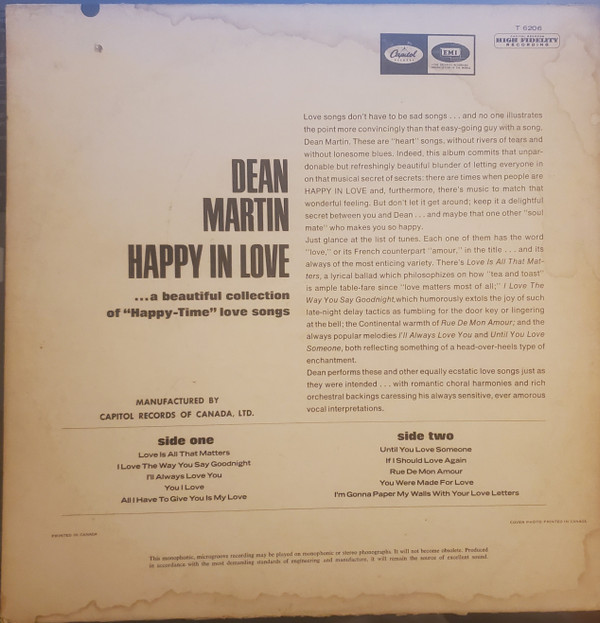 T 6206
Capitol
RECORDS
EMI
HIGH FIDELITY
RECORDING
DEAN
MARTIN
HAPPY IN LOVE
...a beautiful collection
of “Happy-Time” love songs
MANUFACTURED BY
CAPITOL RECORDS OF CANADA, LTD.
Love songs don't have to be sad songs . . . and no one illustrates
the point more convincingly than that easy-going guy with a song,
Dean Martin. These are “heart” songs, without rivers of tears and
without lonesome blues. Indeed, this album commits that unpar-
donable but refreshingly beautiful blunder of letting everyone in
on that musical secret of secrets: there are times when people are
HAPPY IN LOVE and, furthermore, there's music to match that
wonderful feeling. But don't let it get around; keep it a delightful
secret between you and Dean . . . and maybe that one other “soul
mate” who makes you so happy.
Just glance at the list of tunes. Each one of them has the word
“love,” or its French counterpart “amour,” in the title . . . and its
always of the most enticing variety. There's Love Is All That Mat-
ters, a lyrical ballad which philosophizes on how “tea and toast”
is ample table-fare since “love matters most of all;” I Love The
Way You Say Goodnight,which humorously extols the joy of such
late-night delay tactics as fumbling for the door key or lingering
at the bell; the Continental warmth of Rue De Mon Amour; and the
always popular melodies I'll Always Love You and Until You Love
Someone, both reflecting something of a head-over-heels type of
enchantment.
Dean performs these and other equally ecstatic love songs just as
they were intended . . . with romantic choral harmonies and rich
orchestral backings caressing his always sensitive, ever amorous
vocal interpretations.
side one
Love Is All That Matters
I Love The Way You Say Goodnight
I'll Always Love You
You I Love
All I Have To Give You Is My Love
side two
Until You Love Someone
If I Should Love Again
Rue De Mon Amour
You Were Made For Love
I'm Gonna Paper My Walls With Your Love Letters
PRINTED IN CANADA
COVER PHOTO PRINTED IN CANADA
This monophonic, microgroove recording may be played on monophonic or stereo phonographs. It will not become obsolete. Produced
in accordance with the most demanding standards of engineering and manufacture, it will remain the source of excellent sound.